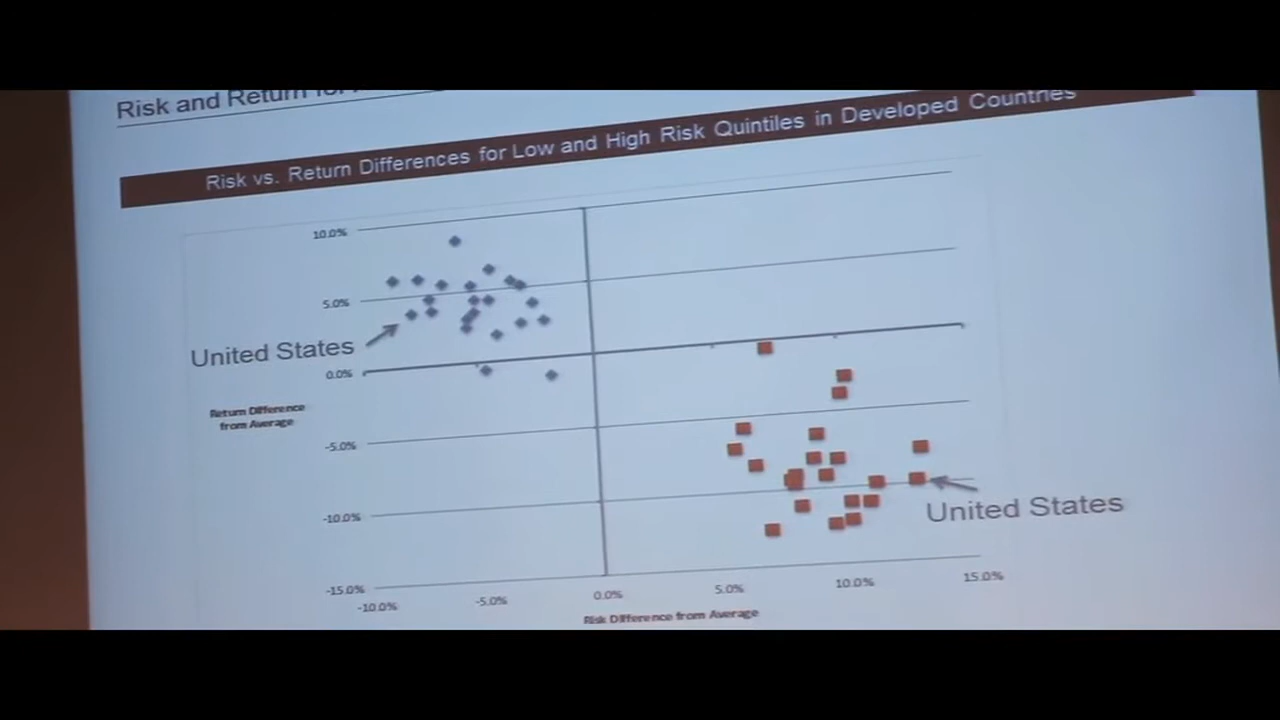 Risk and Return for
Risk vs. Return Differences for Low and High Risk Quintiles in Developed Countries
10.0%
5.0%
United States
0.0%
Return Difference
from Average
-5.0%
-10.0%
United States
-15.0%
-10.0%
-5.0%
0.0%
5.0%
10.0%
15.0%
Risk Difference from Average